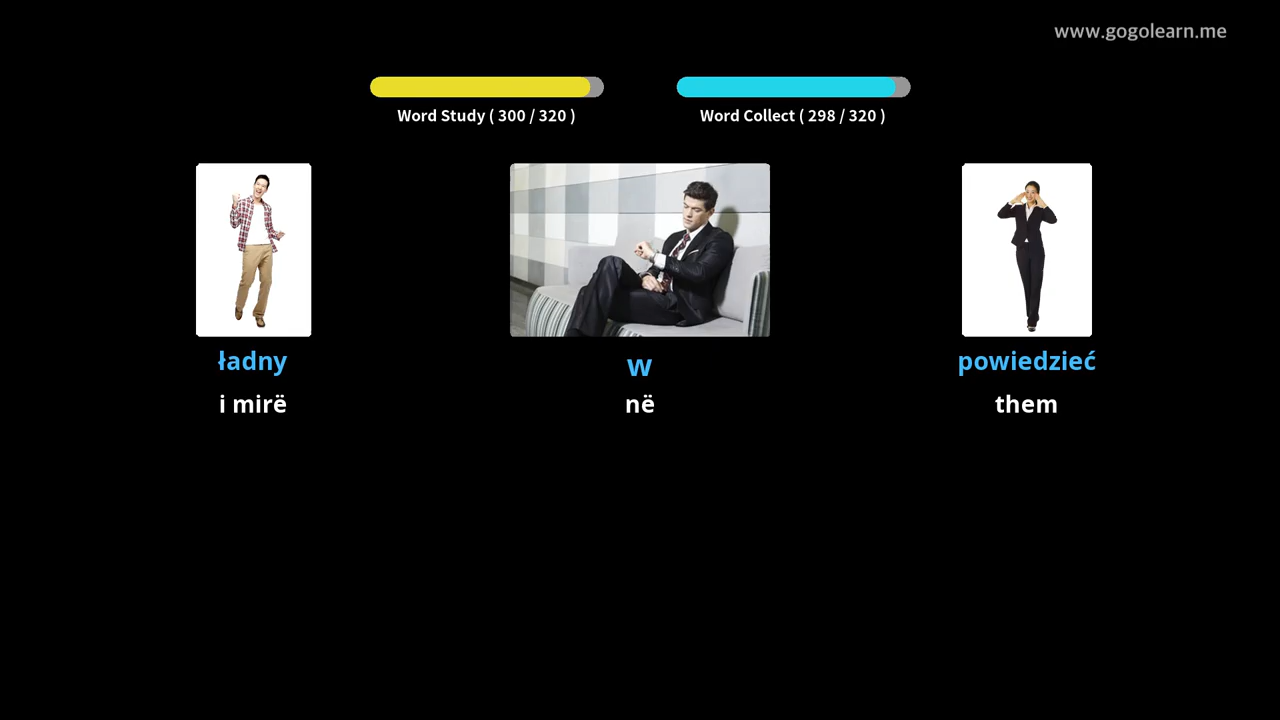 www.gogolearn.me
Word Study ( 300 / 320 )
Word Collect ( 298 / 320 )
ładny
w
powiedzieć
i mirë
në
them